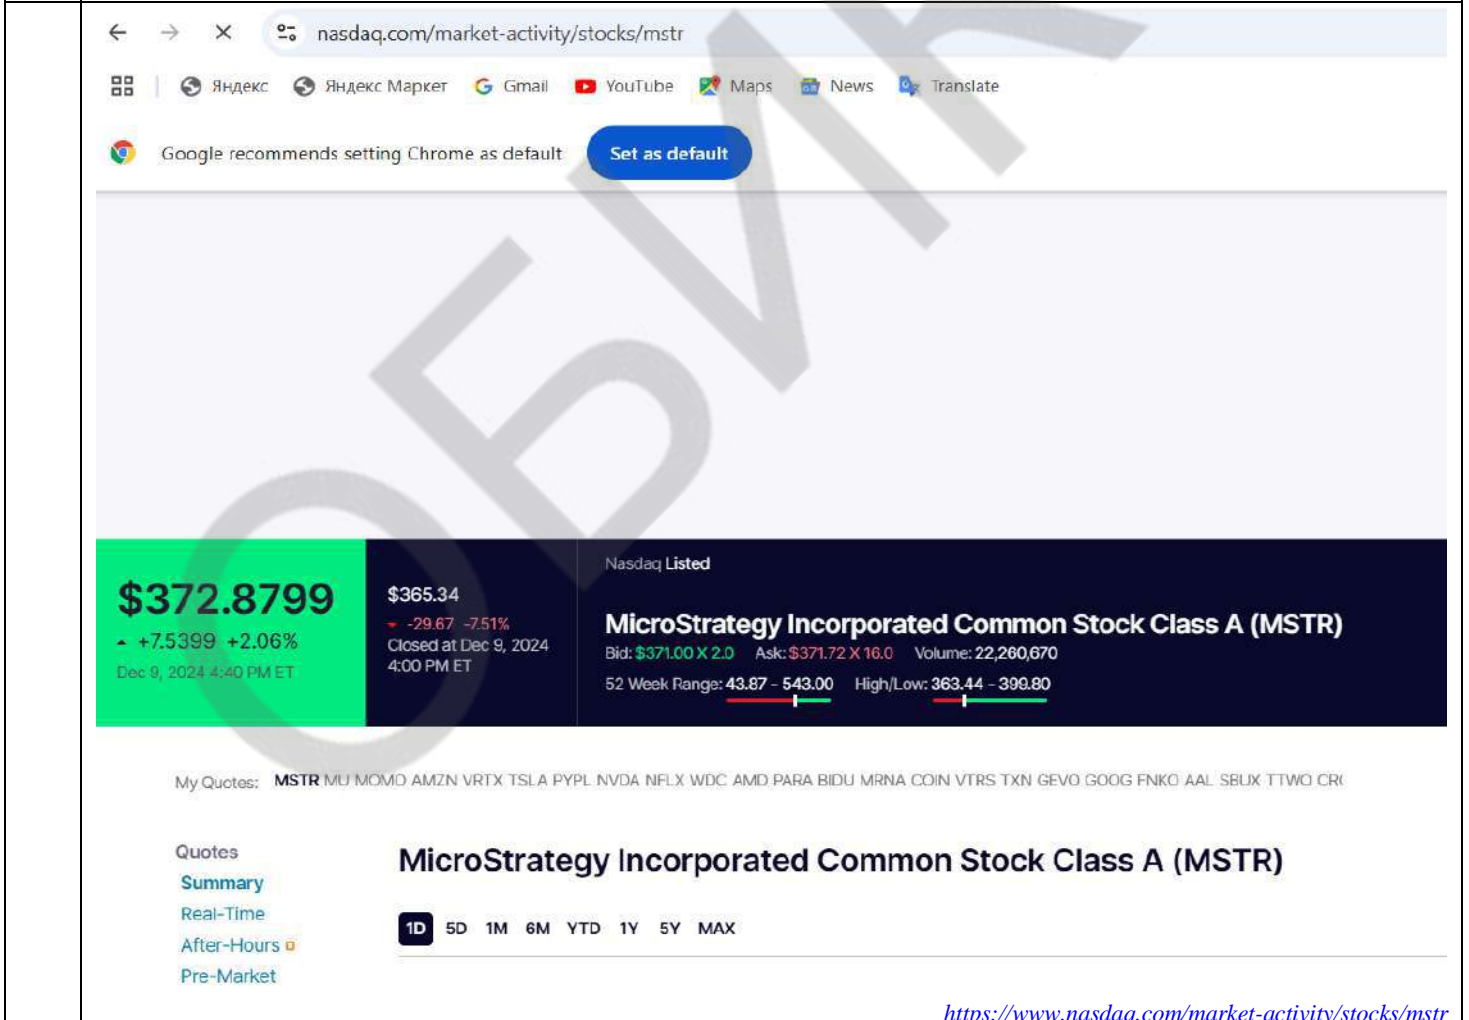 nasdaq.com/market-activity/stocks/mstr
Яндекс Яндекс Маркет Gmail YouTube Maps News Translate
Google recommends setting Chrome as default Set as default
ОБИК
$372.8799
+7.5399 +2.06%
Dec 9, 2024 4:40 PM ET
$365.34
-29.67 -7.51%
Closed at Dec 9, 2024
4:00 PM ET
Nasdaq Listed
MicroStrategy Incorporated Common Stock Class A (MSTR)
Bid: $371.00 X 2.0 Ask: $371.72 X 16.0 Volume: 22,260,670
52 Week Range: 43.87 - 543.00 High/Low: 363.44 - 399.80
My Quotes: MSTR MU MOMO AMZN VRTX TSLA PYPL NVDA NFLX WDC AMD PARA BIDU MRNA COIN VTRS TXN GEVO GOOG FNKO AAL SBUX TTWO
Quotes
Summary
Real-Time
After-Hours
Pre-Market
MicroStrategy Incorporated Common Stock Class A (MSTR)
1D 5D 1M 6M YTD 1Y 5Y MAX
https://www.nasdaq.com/market-activity/stocks/mstr